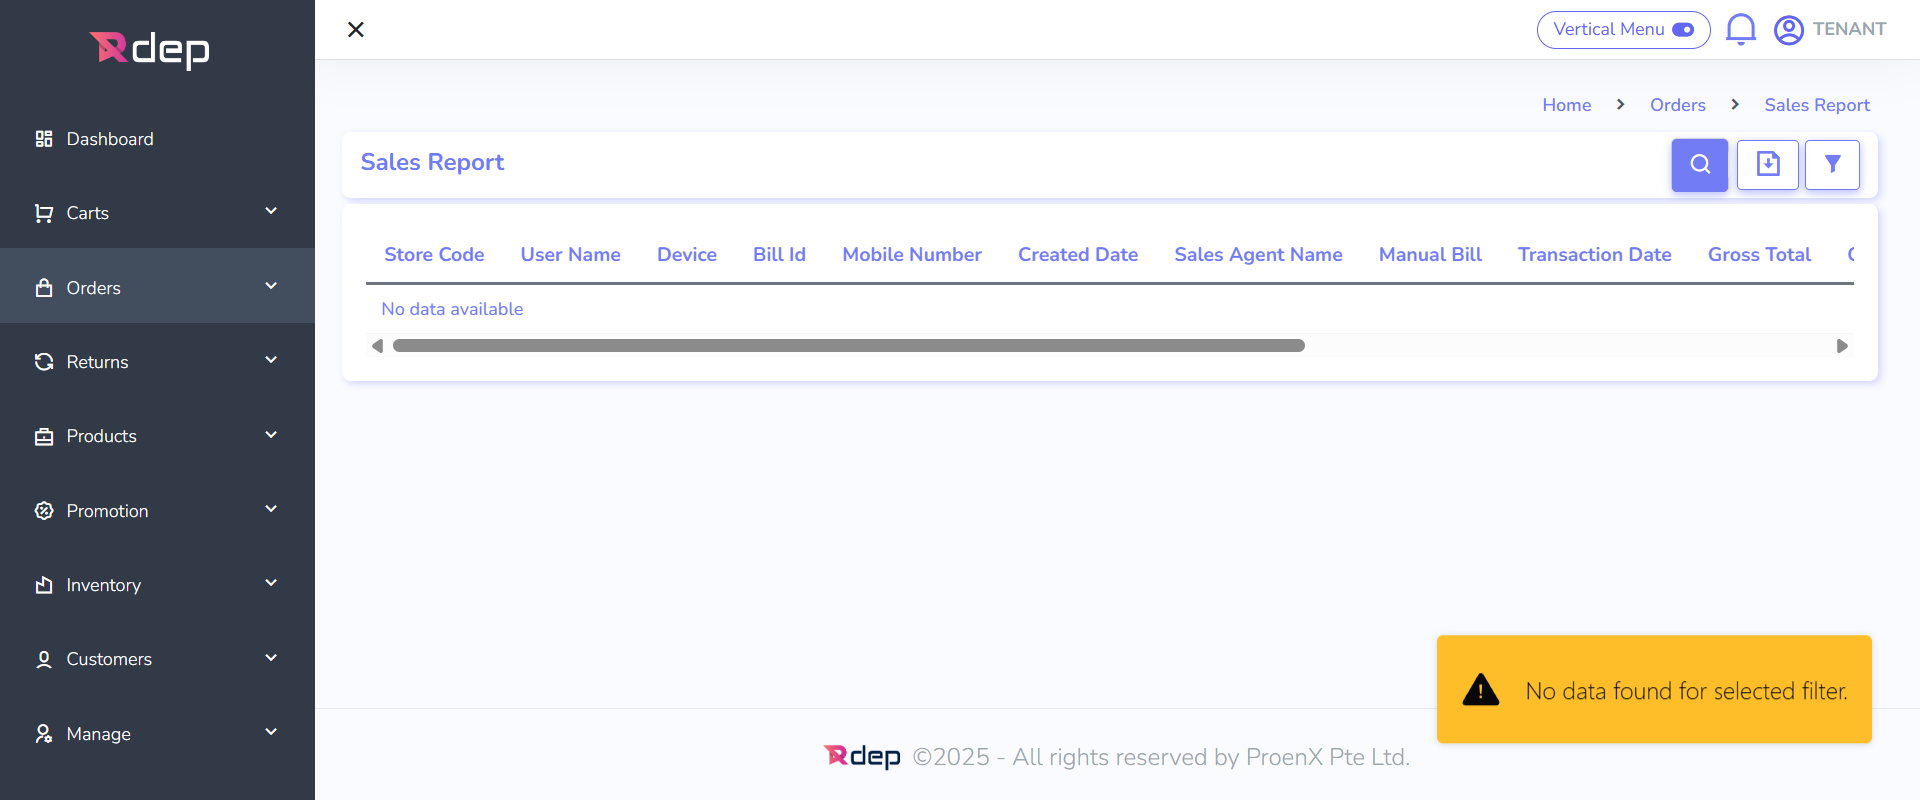 Rdep
Dashboard
Carts
Orders
Returns
Products
Promotion
Inventory
Customers
Manage
Vertical Menu
TENANT
Home > Orders > Sales Report
Sales Report
Store Code User Name Device Bill Id Mobile Number Created Date Sales Agent Name Manual Bill Transaction Date Gross Total
No data available
No data found for selected filter.
Rdep ©2025 - All rights reserved by ProenX Pte Ltd.